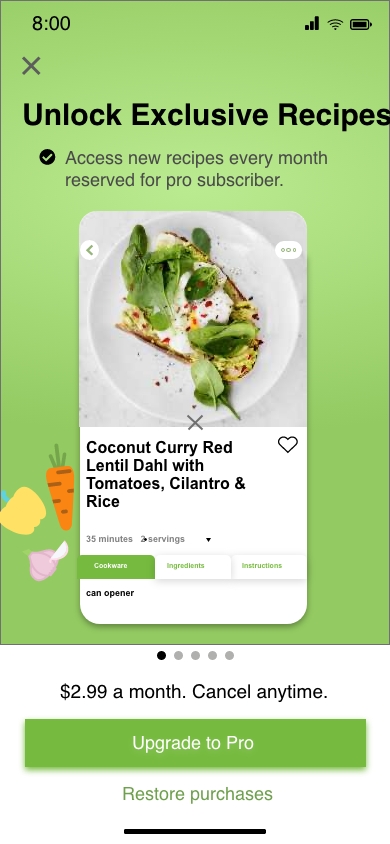 8:00
Unlock Exclusive Recipes
Access new recipes every month
reserved for pro subscriber.
Coconut Curry Red
Lentil Dahl with
Tomatoes, Cilantro &
Rice
35 minutes 2 servings
Cookware Ingredients Instructions
can opener
$2.99 a month. Cancel anytime.
Upgrade to Pro
Restore purchases